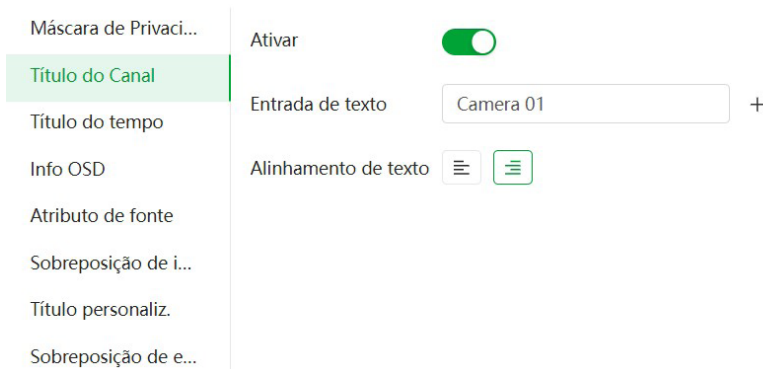 Máscara de Privaci...
Título do Canal
Título do tempo
Info OSD
Atributo de fonte
Sobreposição de i...
Título personaliz.
Sobreposição de e...
Ativar
Entrada de texto
Camera 01
+
Alinhamento de texto